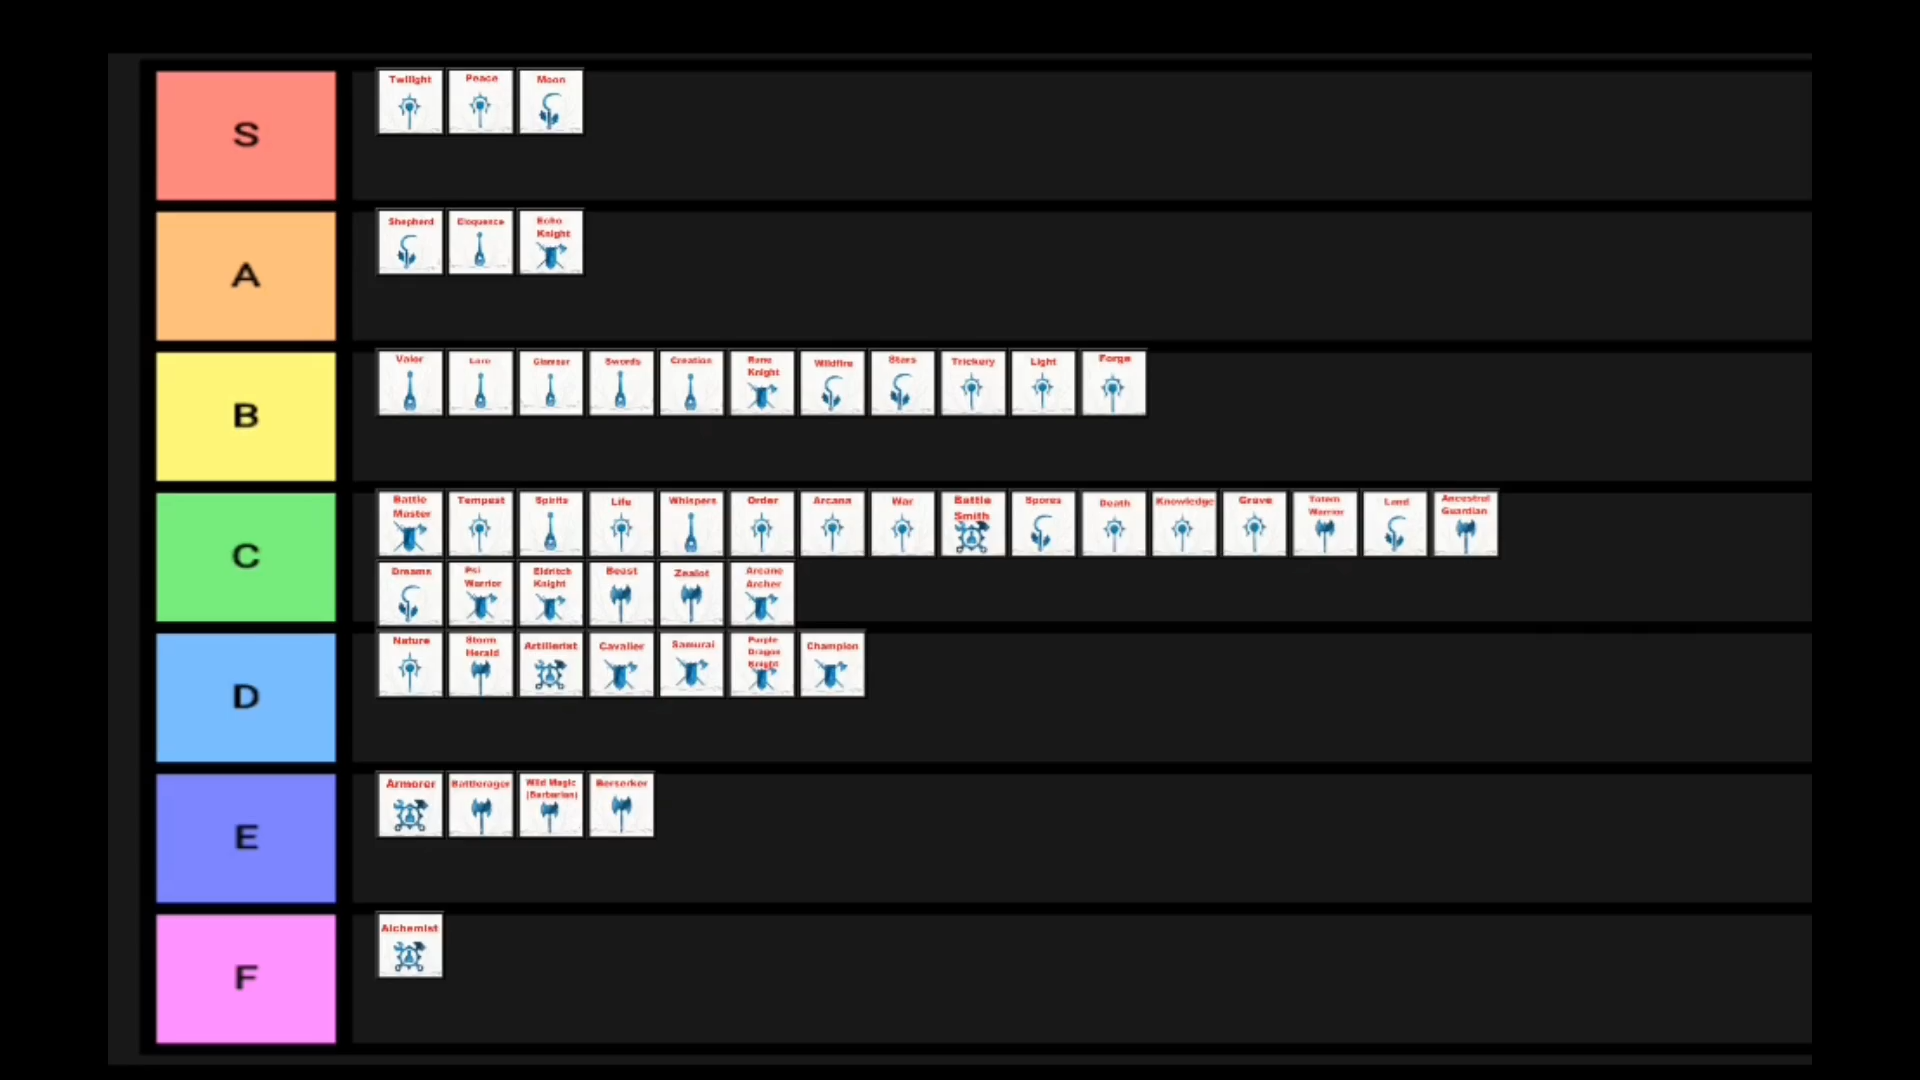 S
Twilight
Peace
Moon
A
Shepherd
Eloquence
Echo
Knight
B
Valor
Lore
Glamour
Swords
Creation
Rune
Knight
Wildfire
Stars
Trickery
Light
Forge
C
Battle
Master
Tempest
Spirits
Life
Whispers
Order
Arcana
War
Battle
Smith
Spores
Death
Knowledge
Grave
Totem
Warrior
Land
Ancestral
Guardian
Dreams
Psi
Warrior
Eldritch
Knight
Beast
Zealot
Arcane
Archer
D
Nature
Storm
Herald
Artillerist
Cavalier
Samurai
Purple
Dragon
Knight
Champion
E
Armorer
Battlerager
Wild Magic
(Barbarian)
Berserker
F
Alchemist